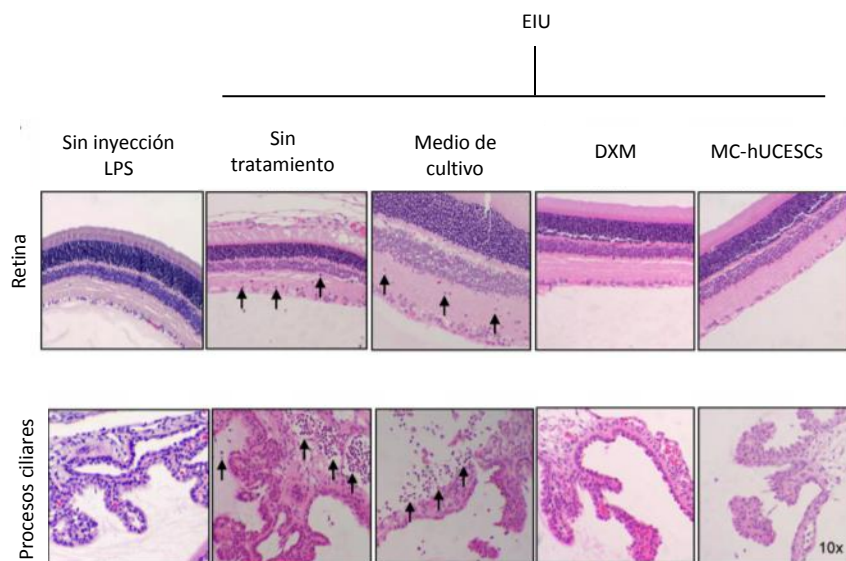 EIU
Sin inyección
LPS
Sin
tratamiento
Medio de
cultivo
DXM
MC-hUCESCs
Retina
Procesos ciliares
10x